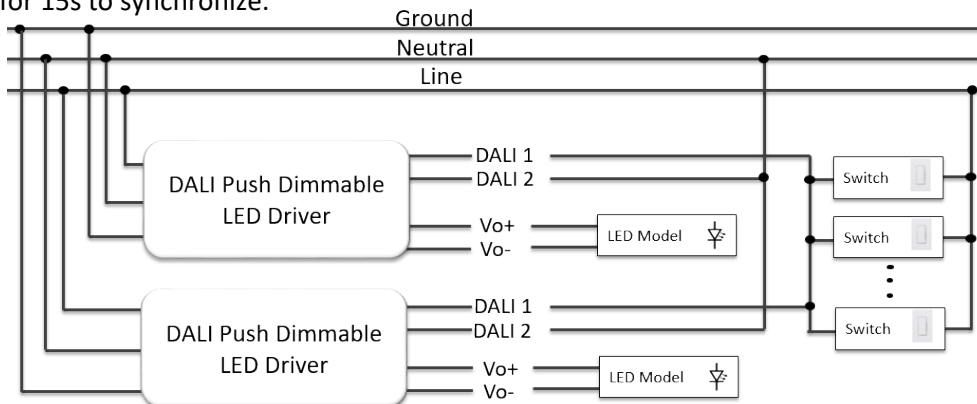 for 15s to synchronize.
Ground
Neutral
Line
DALI Push Dimmable
LED Driver
DALI 1
DALI 2
Vo+
Vo-
LED Model
Switch
Switch
Switch
DALI Push Dimmable
LED Driver
DALI 1
DALI 2
Vo+
Vo-
LED Model